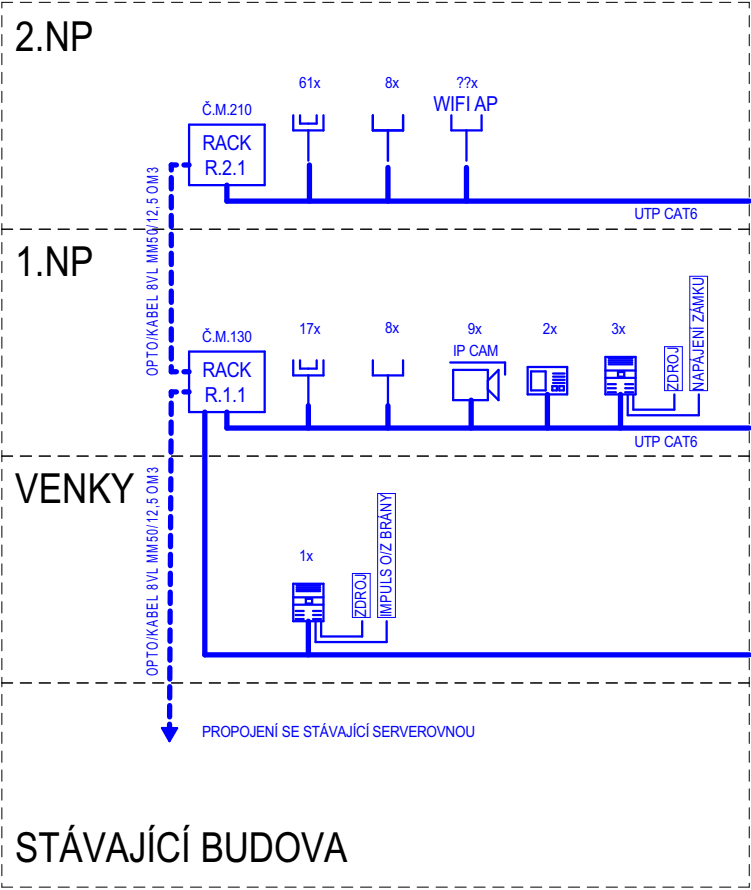 2.NP
61x
8x
??x
WIFI AP
Č.M.210
RACK
R.2.1
OPTO/KABEL 8VL MM50/12,5 OM3
UTP CAT6
1.NP
Č.M.130
RACK
R.1.1
17x
8x
9x
IP CAM
2x
3x
ZDROJ
NAPÁJENÍ ZÁMKU
UTP CAT6
VENKY
OPTO/KABEL 8VL MM50/12,5 OM3
1x
ZDROJ
IMPULS O/Z BRÁNY
PROPOJENÍ SE STÁVAJÍCÍ SERVEROVNOU
STÁVAJÍCÍ BUDOVA